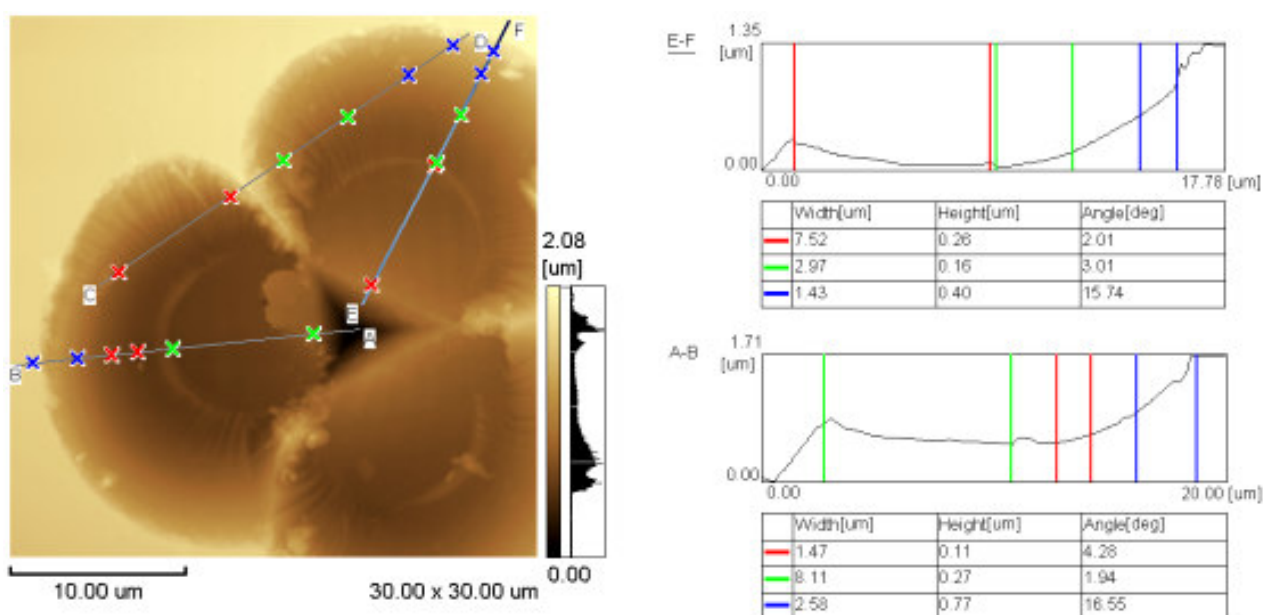 F
D
C
E
A
B
2.08
[um]
0.00
10.00 um
30.00 x 30.00 um
E-F
1.35
[um]
0.00
0.00
17.78 [um]
Width[um] Height[um] Angle[deg]
7.52 0.26 2.01
2.97 0.16 3.01
1.43 0.40 15.74
A-B
1.71
[um]
0.00
0.00
20.00 [um]
Width[um] Height[um] Angle[deg]
1.47 0.11 4.28
8.11 0.27 1.94
2.58 0.77 16.55